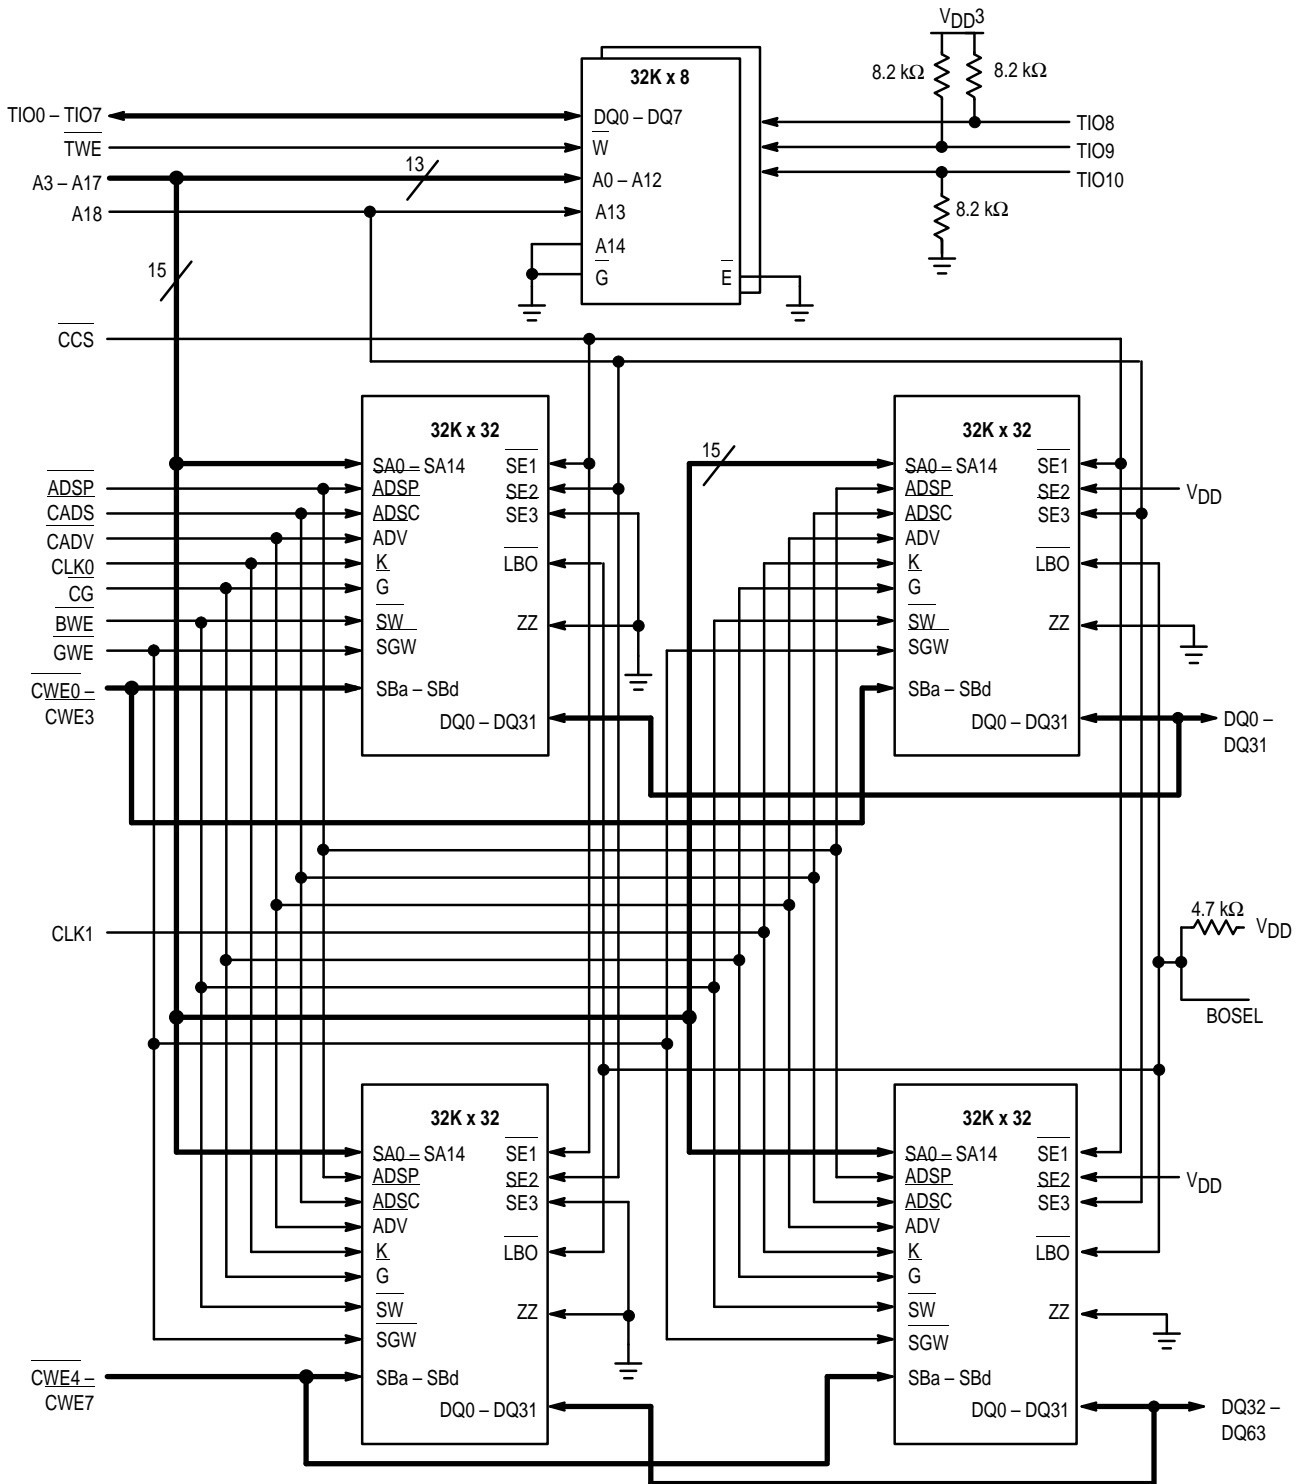 VDD3
32K x 8
8.2 kΩ
8.2 kΩ
TIO0 – TIO7
DQ0 – DQ7
TIO8
TWE
W
TIO9
A3 – A17
13
A0 – A12
TIO10
A18
A13
8.2 kΩ
A14
15
G
E
CCS
32K x 32
SA0 – SA14
SE1
ADSP
ADSP
SE2
CADS
ADSC
SE3
CADV
ADV
CLK0
K
LBO
CG
G
BWE
SW
ZZ
GWE
SGW
CWE0 –
CWE3
SBa – SBd
DQ0 – DQ31
32K x 32
15
SA0 – SA14
SE1
ADSP
SE2
VDD
ADSC
SE3
ADV
K
LBO
G
SW
ZZ
SGW
SBa – SBd
DQ0 – DQ31
DQ0 –
DQ31
4.7 kΩ
VDD
CLK1
BOSEL
32K x 32
SA0 – SA14
SE1
ADSP
SE2
ADSC
SE3
ADV
K
LBO
G
SW
ZZ
SGW
CWE4 –
CWE7
SBa – SBd
DQ0 – DQ31
32K x 32
SA0 – SA14
SE1
ADSP
SE2
VDD
ADSC
SE3
ADV
K
LBO
G
SW
ZZ
SGW
SBa – SBd
DQ0 – DQ31
DQ32 –
DQ63